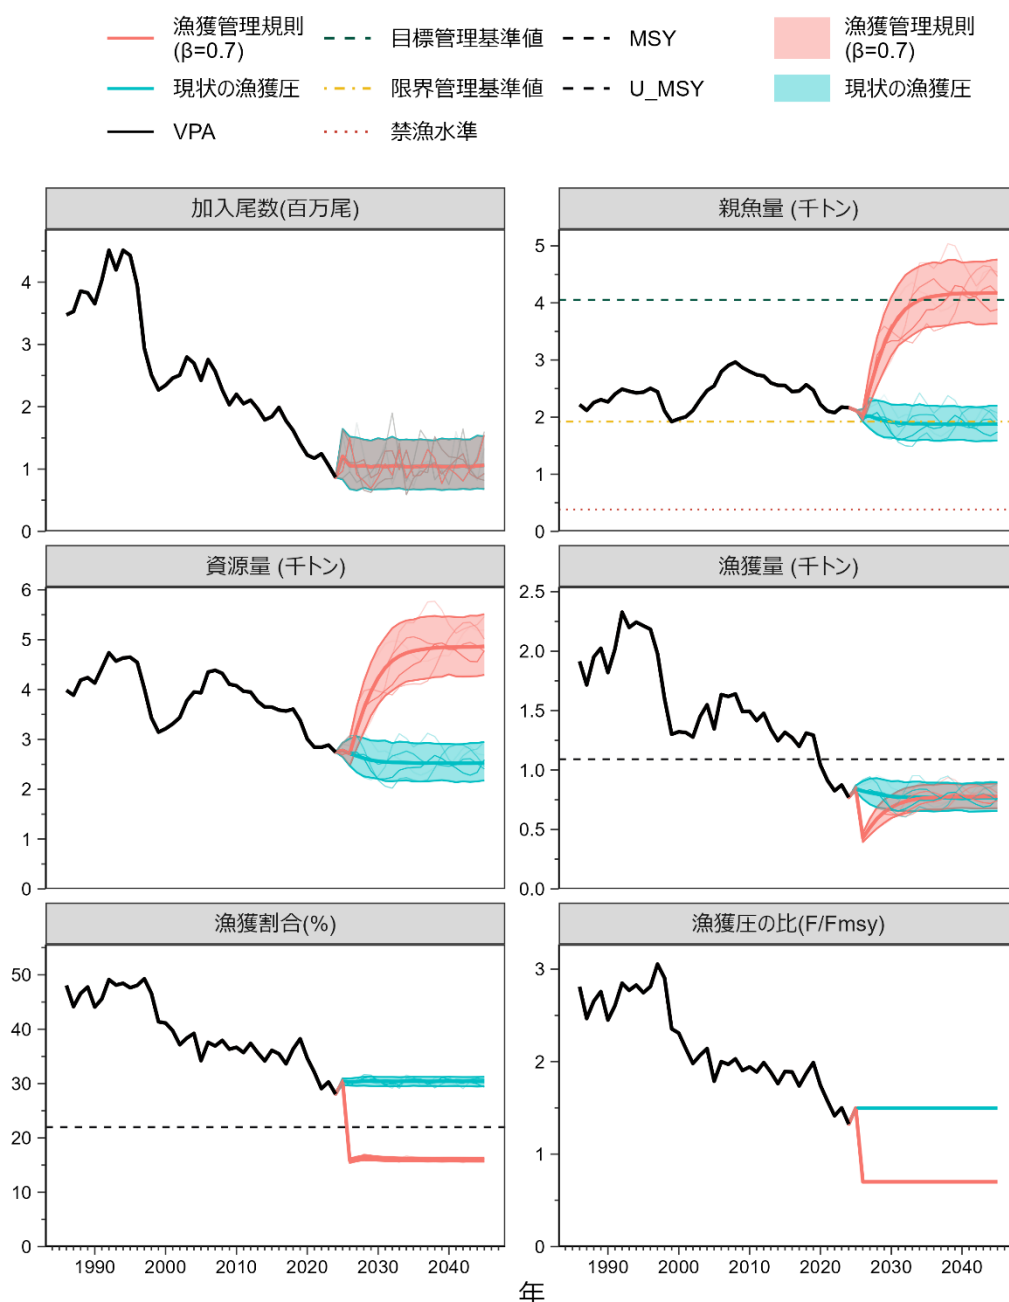 漁獲管理規則
(β=0.7)
目標管理基準値
MSY
漁獲管理規則
(β=0.7)
現状の漁獲圧
限界管理基準値
U_MSY
現状の漁獲圧
VPA
禁漁水準
加入尾数(百万尾)
4
3
2
1
0
親魚量 (千トン)
5
4
3
2
1
0
資源量 (千トン)
6
5
4
3
2
1
0
漁獲量 (千トン)
2.5
2.0
1.5
1.0
0.5
0.0
漁獲割合(%)
50
40
30
20
10
0
1990 2000 2010 2020 2030 2040
漁獲圧の比(F/Fmsy)
3
2
1
0
1990 2000 2010 2020 2030 2040
年